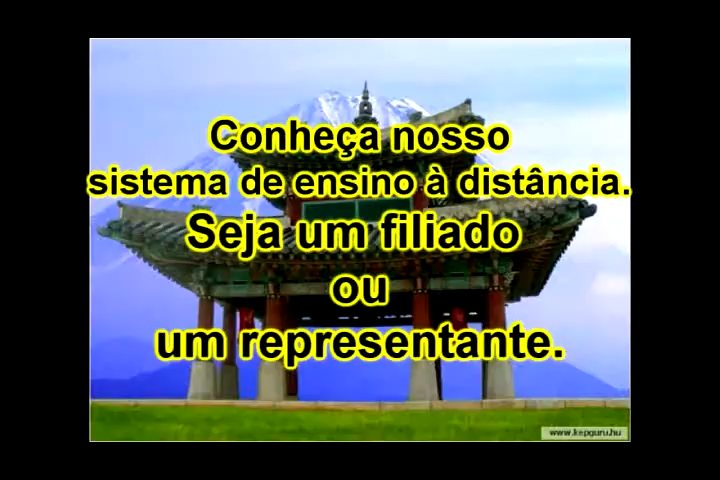 Conheça nosso
sistema de ensino à distância.
Seja um filiado
ou
um representante.
www.kepguru.hu